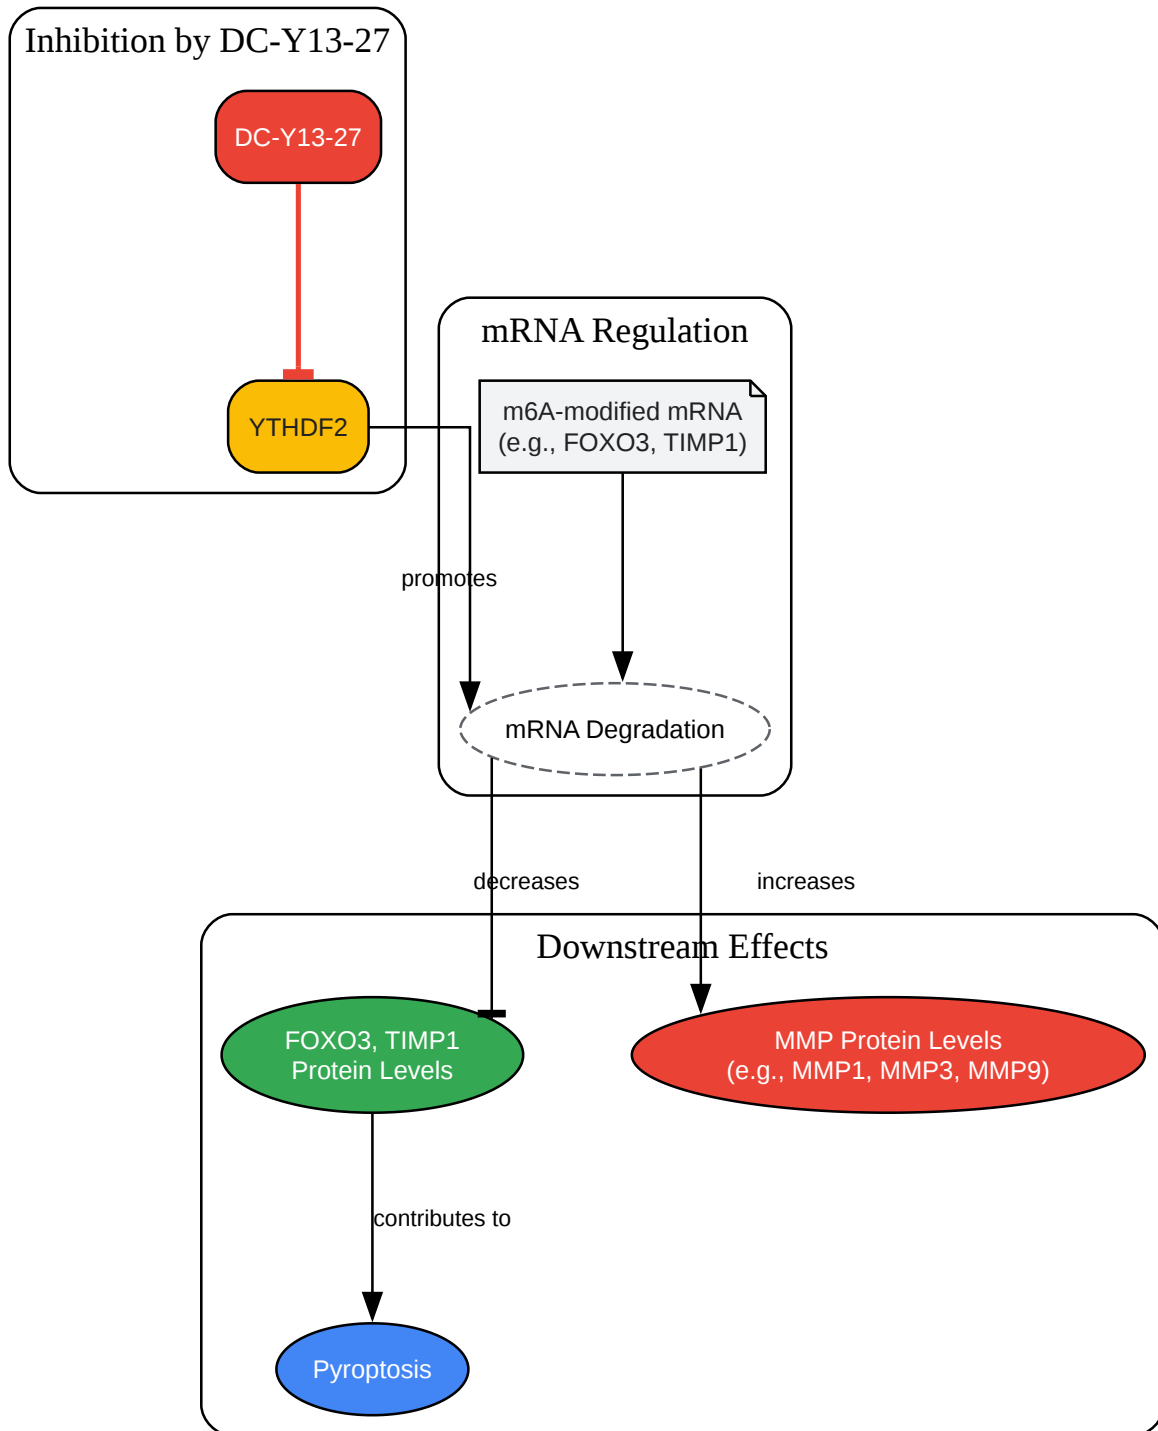 Inhibition by DC-Y13-27
DC-Y13-27
YTHDF2
mRNA Regulation
m6A-modified mRNA
(e.g., FOXO3, TIMP1)
promotes
mRNA Degradation
decreases
increases
Downstream Effects
FOXO3, TIMP1
Protein Levels
MMP Protein Levels
(e.g., MMP1, MMP3, MMP9)
contributes to
Pyroptosis